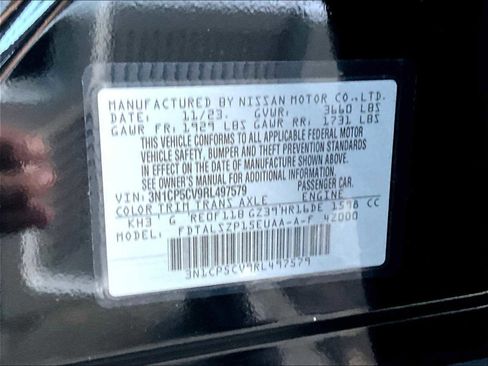 MANUFACTURED BY NISSAN MOTOR CO.,LTD.
DATE: 11/23. GVWR: 3660 LBS
GAWR FR: 1929 LBS GAWR RR: 1731 LBS
THIS VEHICLE CONFORMS TO ALL APPLICABLE FEDERAL MOTOR
VEHICLE SAFETY, BUMPER AND THEFT PREVENTION STANDARDS
IN EFFECT ON THE DATE OF MANUFACTURE SHOWN ABOVE.
SEE OWNER'S MANUAL FOR ADDITIONAL INFORMATION.
VIN: 3N1CP5CV9RL497579 PASSENGER CAR.
COLOR TRIM TRANS AXLE ENGINE
KH3 G RE0F11B GZ39 HR16DE 1598 CC
MODEL: FDTALSZP15EUAA-A-F 42000
3N1CP5CV9RL497579